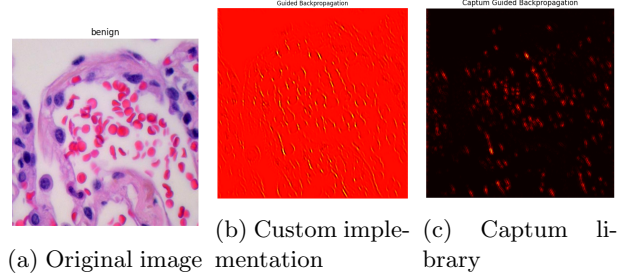 benign
Guided Backpropagation
Captum Guided Backpropagation
(a) Original image
(b) Custom imple-
mentation
(c) Captum li-
brary